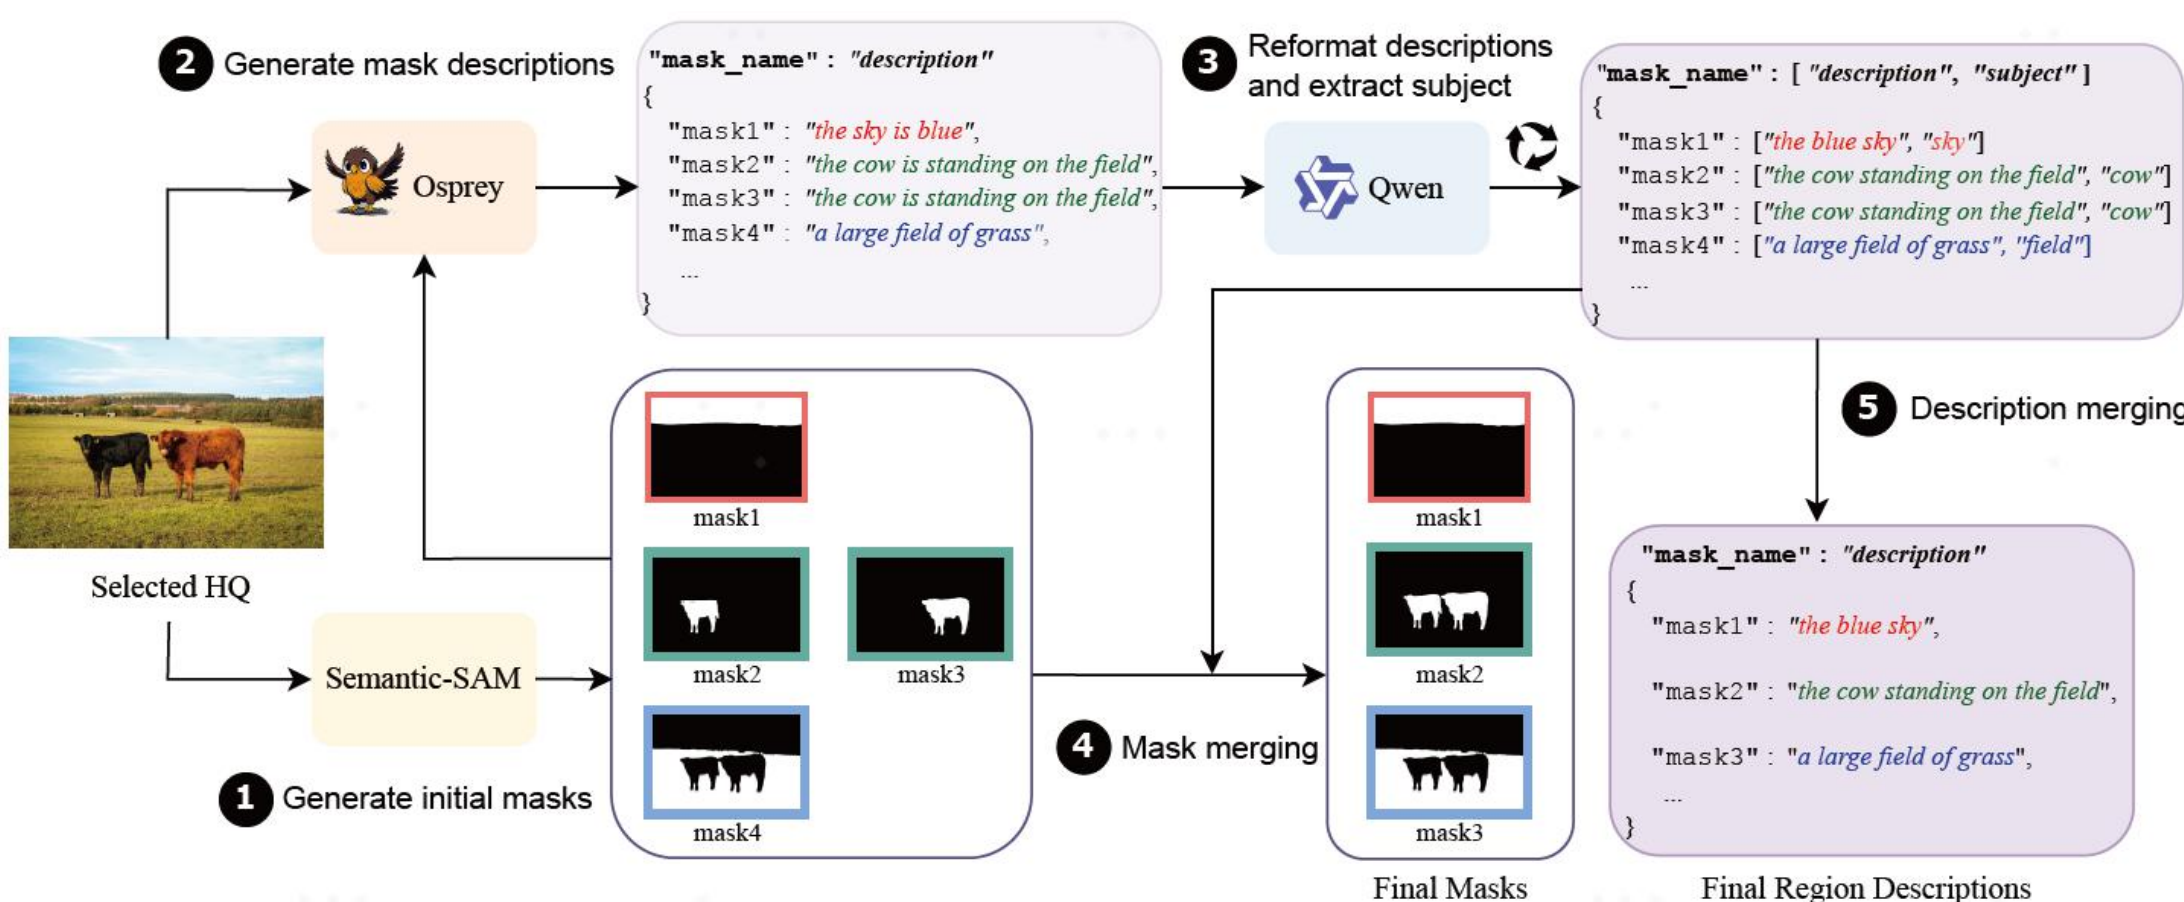 2 Generate mask descriptions
"mask_name" : "description"
{
"mask1" : "the sky is blue",
"mask2" : "the cow is standing on the field",
"mask3" : "the cow is standing on the field",
"mask4" : "a large field of grass",
...
}
3 Reformat descriptions
and extract subject
"mask_name" : [ "description", "subject" ]
{
"mask1" : ["the blue sky", "sky"]
"mask2" : ["the cow standing on the field", "cow"]
"mask3" : ["the cow standing on the field", "cow"]
"mask4" : ["a large field of grass", "field"]
...
}
Osprey
Qwen
Selected HQ
Semantic-SAM
1 Generate initial masks
mask1
mask2
mask3
mask4
4 Mask merging
mask1
mask2
mask3
Final Masks
5 Description merging
"mask_name" : "description"
{
"mask1" : "the blue sky",
"mask2" : "the cow standing on the field",
"mask3" : "a large field of grass",
...
}
Final Region Descriptions